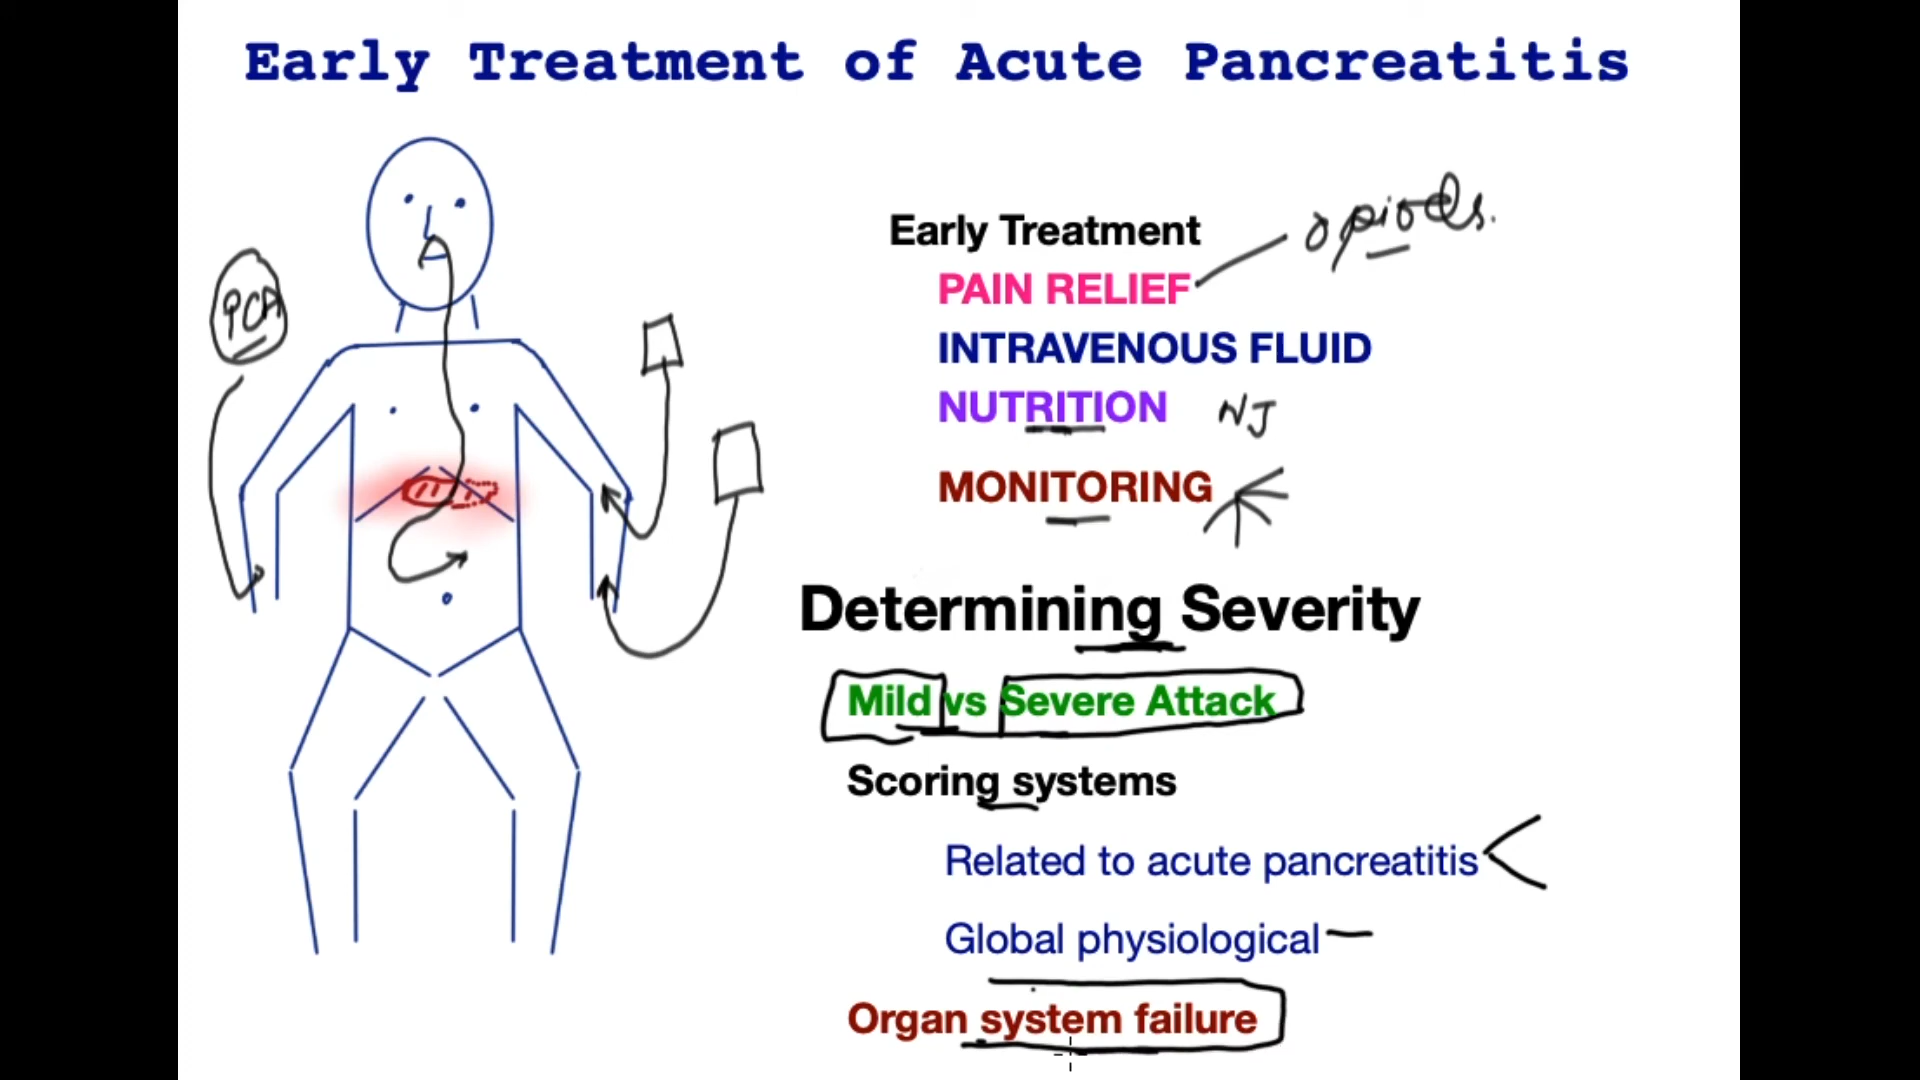 Early Treatment of Acute Pancreatitis
Early Treatment
opiods.
PAIN RELIEF
PCA
INTRAVENOUS FLUID
NUTRITION NJ
MONITORING
Determining Severity
Mild vs Severe Attack
Scoring systems
Related to acute pancreatitis
Global physiological
Organ system failure